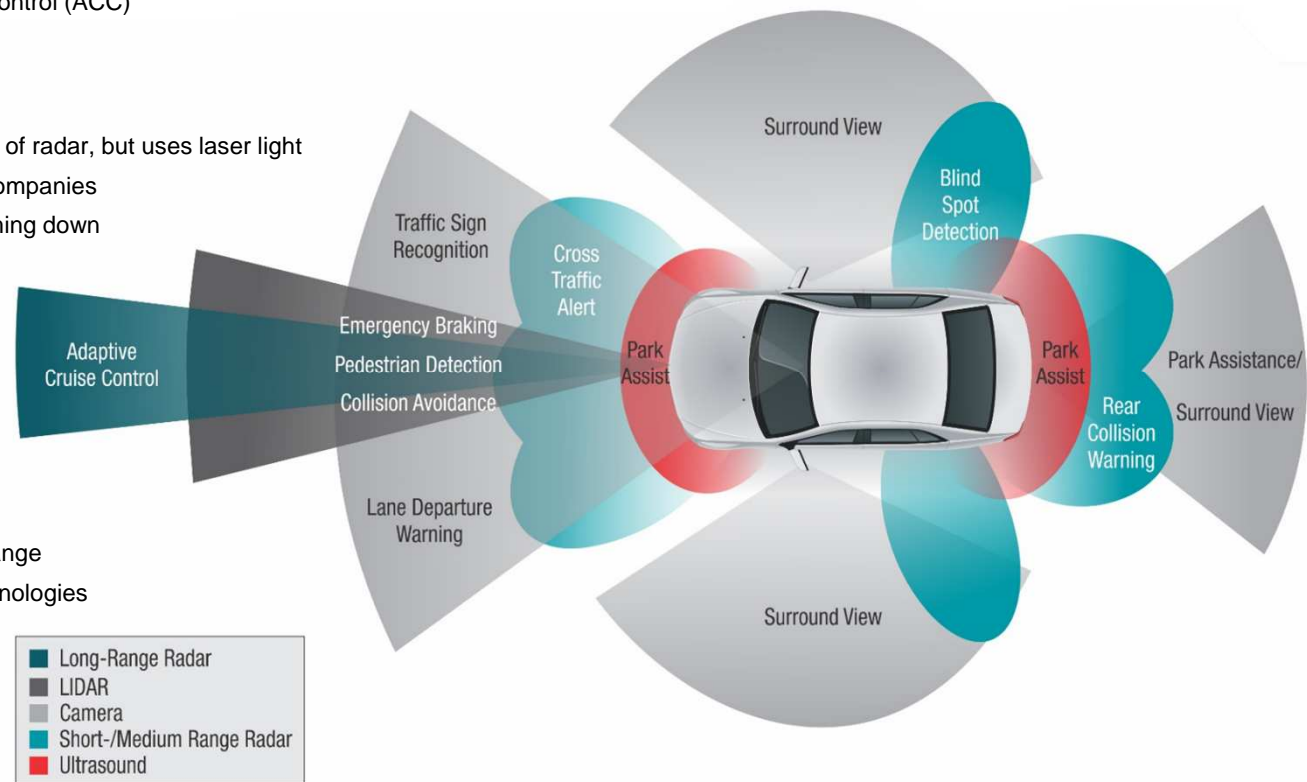 ontrol (ACC)
of radar, but uses laser light
ompanies
ning down
ange
nologies
Surround View
Blind
Spot
Detection
Traffic Sign
Recognition
Cross
Traffic
Alert
Adaptive
Cruise Control
Emergency Braking
Pedestrian Detection
Collision Avoidance
Park
Assist
Park
Assist
Park Assistance/
Surround View
Rear
Collision
Warning
Lane Departure
Warning
Surround View
Long-Range Radar
LIDAR
Camera
Short-/Medium Range Radar
Ultrasound